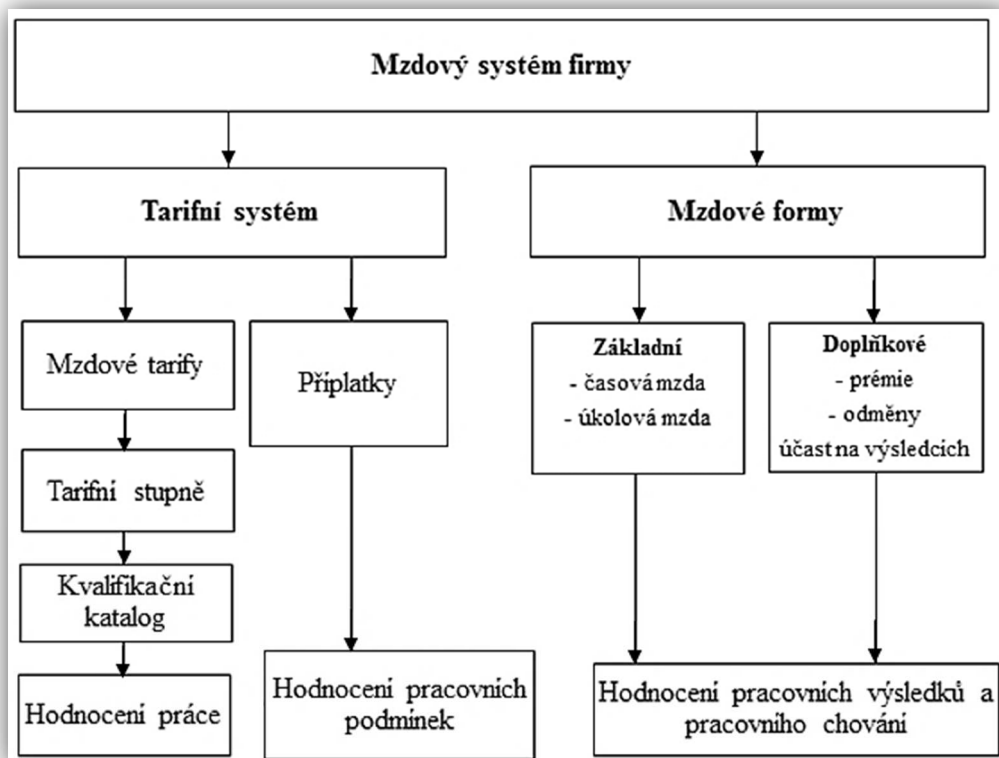 Mzdový systém firmy
Tarifní systém
Mzdové formy
Mzdové tarify
Příplatky
Základní
- časová mzda
- úkolová mzda
Doplňkové
- prémie
- odměny
účast na výsledcích
Tarifní stupně
Kvalifikační
katalog
Hodnocení práce
Hodnocení pracovních
podmínek
Hodnocení pracovních výsledků a
pracovního chování